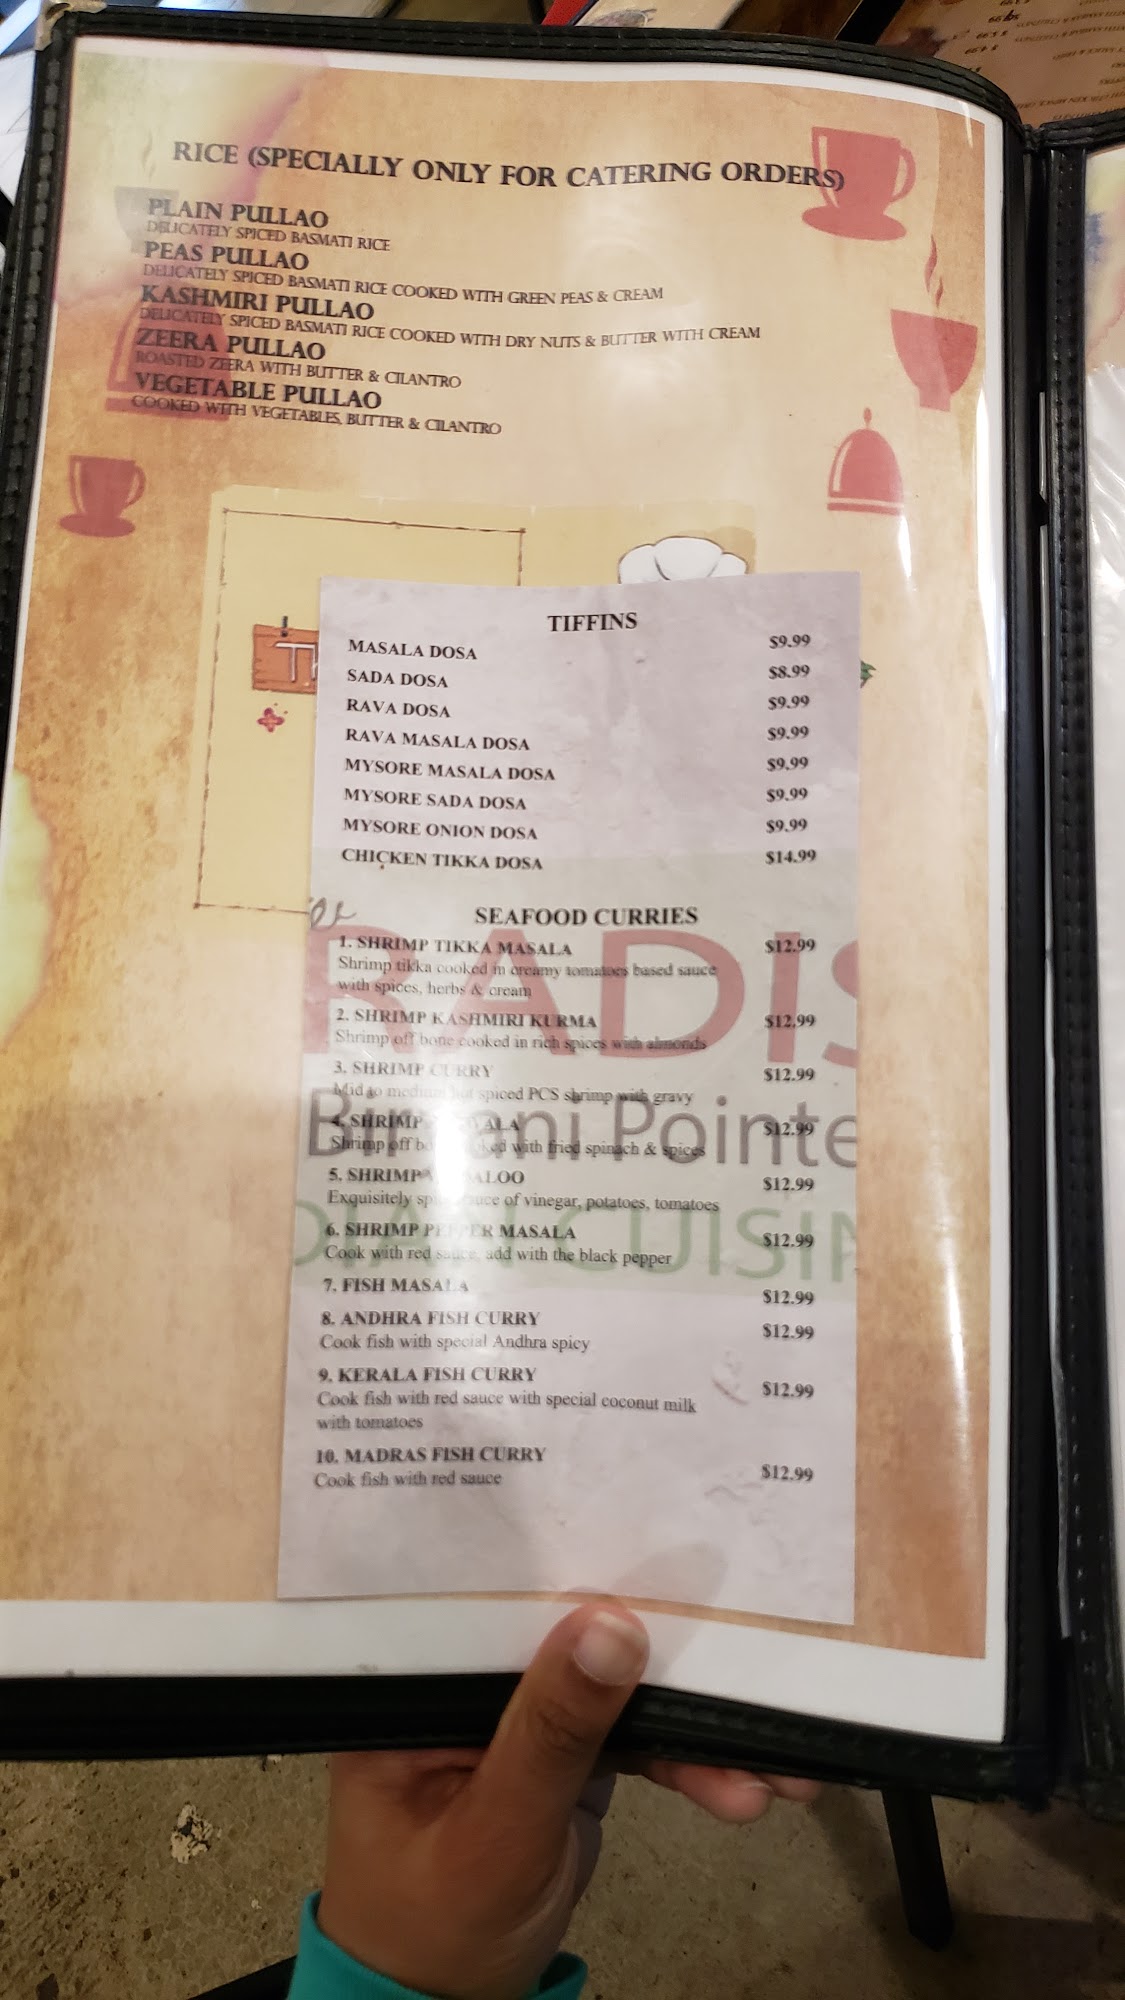 RICE (SPECIALLY ONLY FOR CATERING ORDERS)
PLAIN PULLAO
DELICATELY SPICED BASMATI RICE
PEAS PULLAO
DELICATELY SPICED BASMATI RICE COOKED WITH GREEN PEAS & CREAM
KASHMIRI PULLAO
DELICATELY SPICED BASMATI RICE COOKED WITH DRY NUTS & BUTTER WITH CREAM
ZEERA PULLAO
ROASTED ZEERA WITH BUTTER & CILANTRO
VEGETABLE PULLAO
COOKED WITH VEGETABLES, BUTTER & CILANTRO
TIFFINS
MASALA DOSA $9.99
SADA DOSA $8.99
RAVA DOSA $9.99
RAVA MASALA DOSA $9.99
MYSORE MASALA DOSA $9.99
MYSORE SADA DOSA $9.99
MYSORE ONION DOSA $9.99
CHICKEN TIKKA DOSA $14.99
SEAFOOD CURRIES
1. SHRIMP TIKKA MASALA $12.99
Shrimp tikka cooked in creamy tomatoes based sauce
with spices, herbs & cream
2. SHRIMP KASHMIRI KURMA $12.99
Shrimp off bone cooked in rich spices with almonds
3. SHRIMP CURRY $12.99
Mid to medium hot spiced PCS shrimp with gravy
4. SHRIMP $12.99
Shrimp off with fried spinach & spices
5. SHRIMP $12.99
Exquisitely of vinegar, potatoes, tomatoes
6. SHRIMP PEPPER MASALA $12.99
Cook with red sauce, add with the black pepper
7. FISH MASALA $12.99
8. ANDHRA FISH CURRY $12.99
Cook fish with special Andhra spicy
9. KERALA FISH CURRY $12.99
Cook fish with red sauce with special coconut milk
with tomatoes
10. MADRAS FISH CURRY $12.99
Cook fish with red sauce
RADIS
Pointe
CUISIN